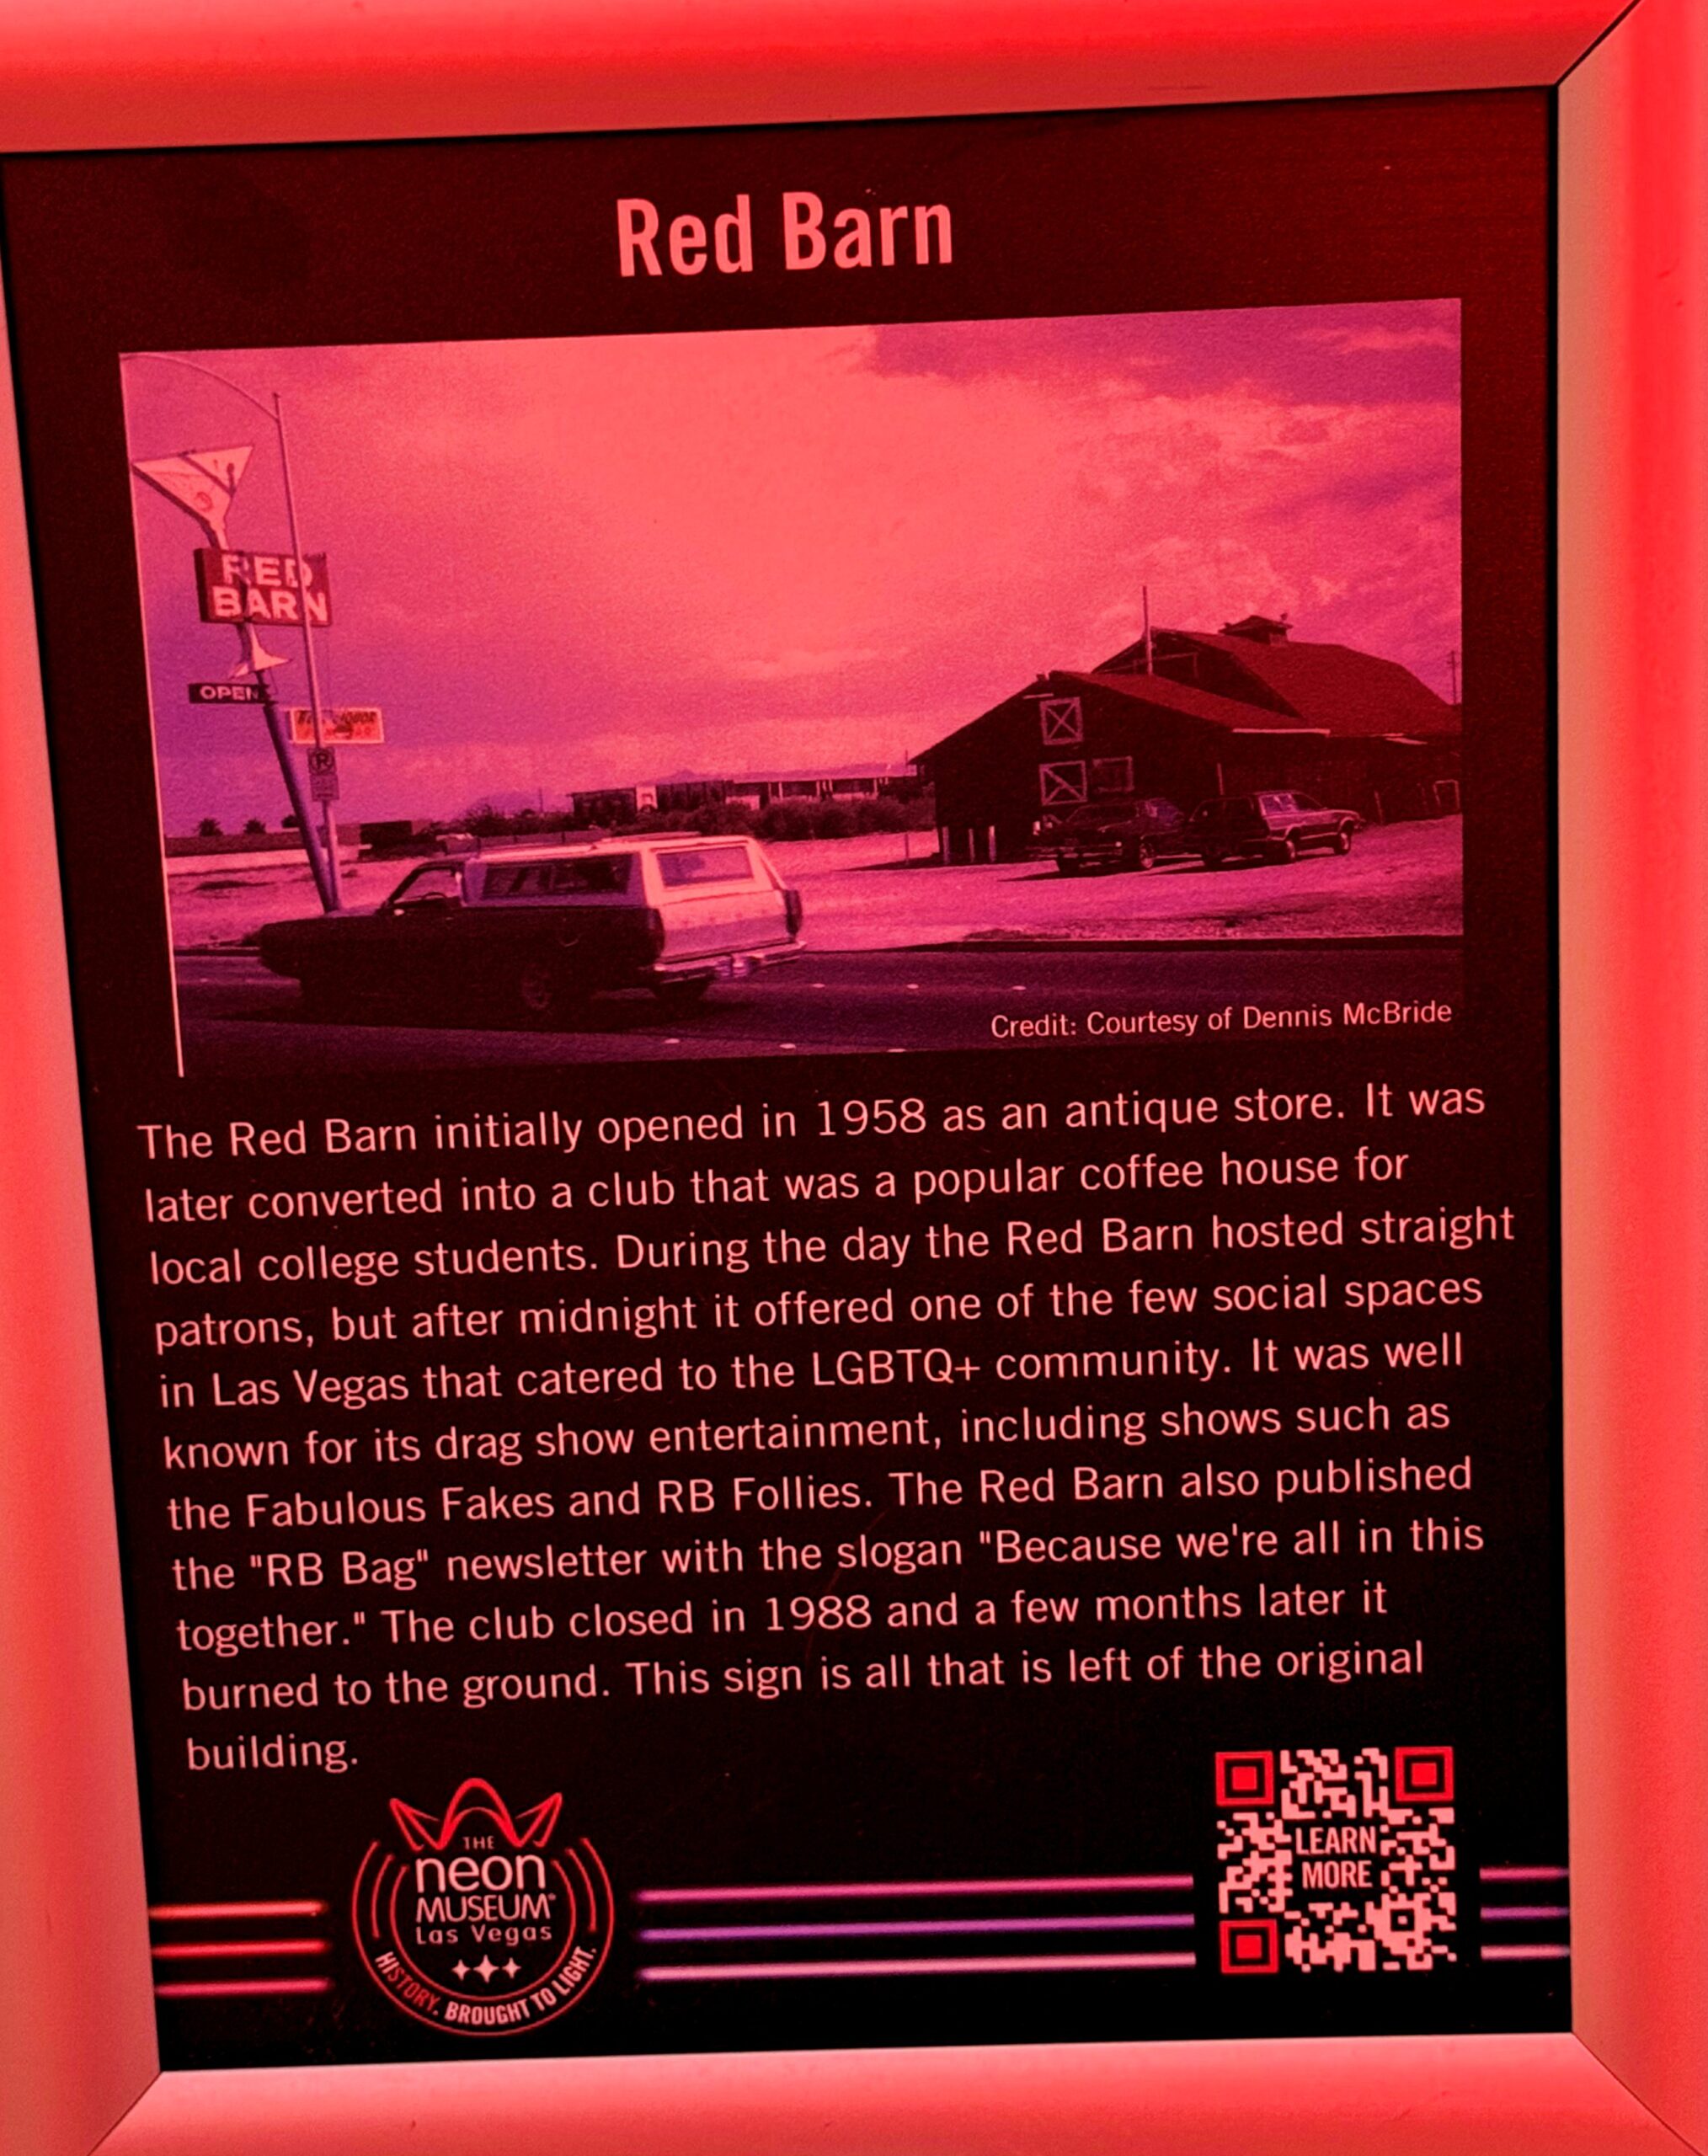 Red Barn
RED
BARN
OPEN
Credit: Courtesy of Dennis McBride
The Red Barn initially opened in 1958 as an antique store. It was
later converted into a club that was a popular coffee house for
local college students. During the day the Red Barn hosted straight
patrons, but after midnight it offered one of the few social spaces
in Las Vegas that catered to the LGBTQ+ community. It was well
known for its drag show entertainment, including shows such as
the Fabulous Fakes and RB Follies. The Red Barn also published
the "RB Bag" newsletter with the slogan "Because we're all in this
together." The club closed in 1988 and a few months later it
burned to the ground. This sign is all that is left of the original
building.
THE
neon
MUSEUM®
Las Vegas
HISTORY. BROUGHT TO LIGHT.
LEARN
MORE